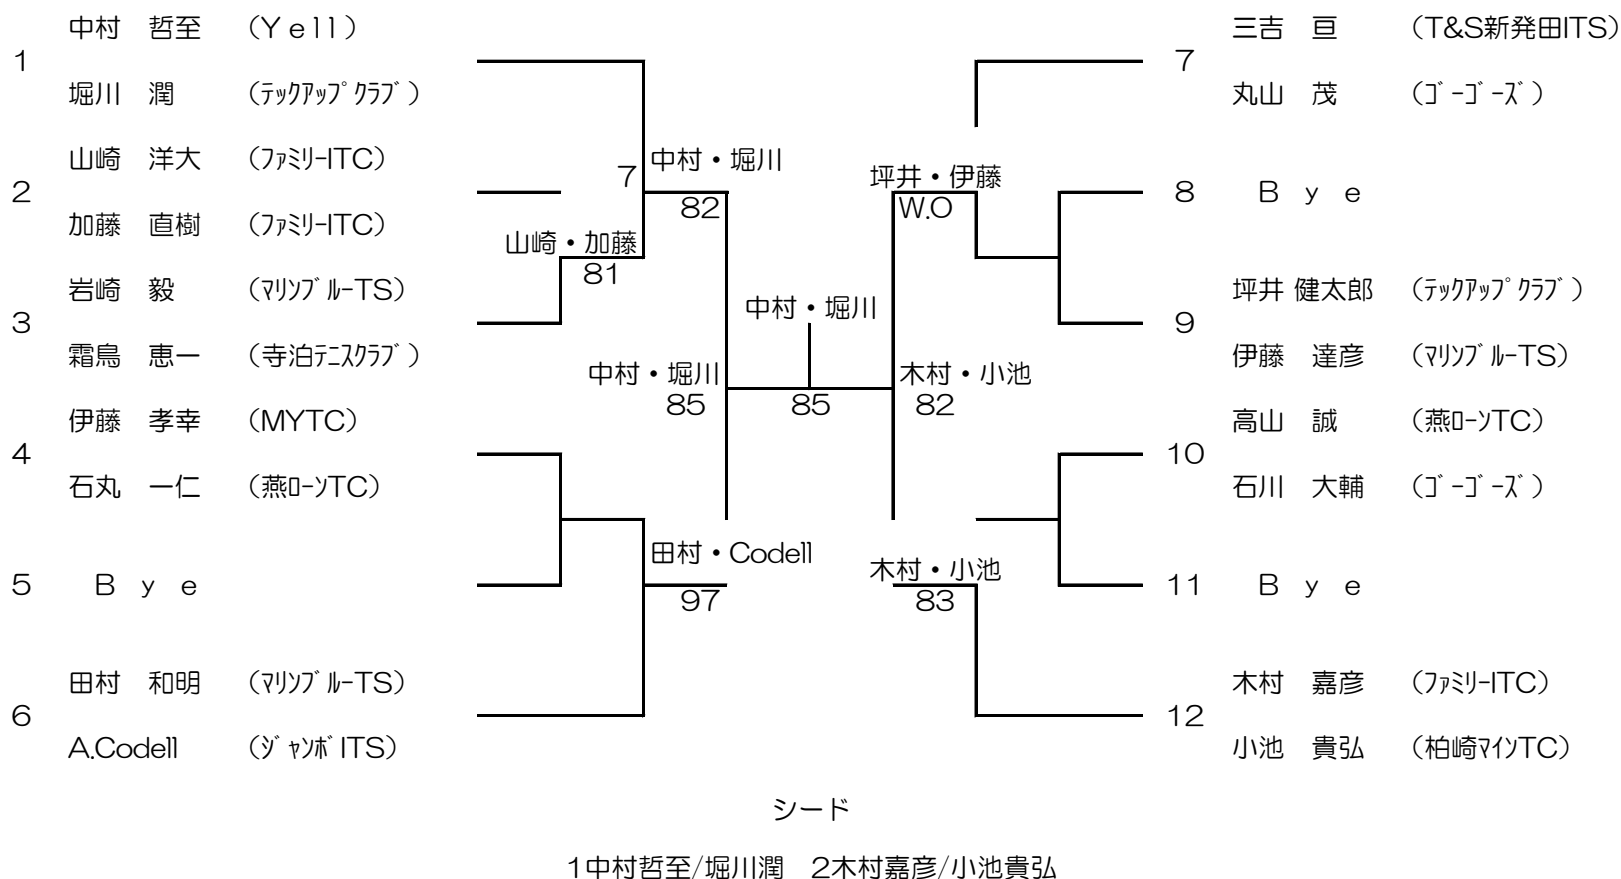 中村　哲至　（Yell）
1
堀川　潤　（ﾃｯｸｱｯﾌﾟｸﾗﾌﾞ）
山崎　洋大　（ﾌｧﾐﾘｰITC）
2
加藤　直樹　（ﾌｧﾐﾘｰITC）
岩崎　毅　（ﾏﾘﾝﾌﾞﾙｰTS）
3
霜鳥　恵一　（寺泊ﾃﾆｽｸﾗﾌﾞ）
伊藤　孝幸　（MYTC）
4
石丸　一仁　（燕ﾛｰﾝTC）
5　Ｂｙｅ
田村　和明　（ﾏﾘﾝﾌﾞﾙｰTS）
6
A.Codell　（ｼﾞｬﾝﾎﾞITS）
山崎・加藤
81
7
中村・堀川
82
田村・Codell
97
中村・堀川
85
中村・堀川
85
坪井・伊藤
W.O
木村・小池
82
木村・小池
83
三吉　亘　（T&S新発田ITS）
7
丸山　茂　（ｺﾞｰｺﾞｰｽﾞ）
8　Ｂｙｅ
坪井 健太郎　（ﾃｯｸｱｯﾌﾟｸﾗﾌﾞ）
9
伊藤　達彦　（ﾏﾘﾝﾌﾞﾙｰTS）
高山　誠　（燕ﾛｰﾝTC）
10
石川　大輔　（ｺﾞｰｺﾞｰｽﾞ）
11　Ｂｙｅ
木村　嘉彦　（ﾌｧﾐﾘｰITC）
12
小池　貴弘　（柏崎ﾏｲﾝTC）
シード
1中村哲至/堀川潤　2木村嘉彦/小池貴弘